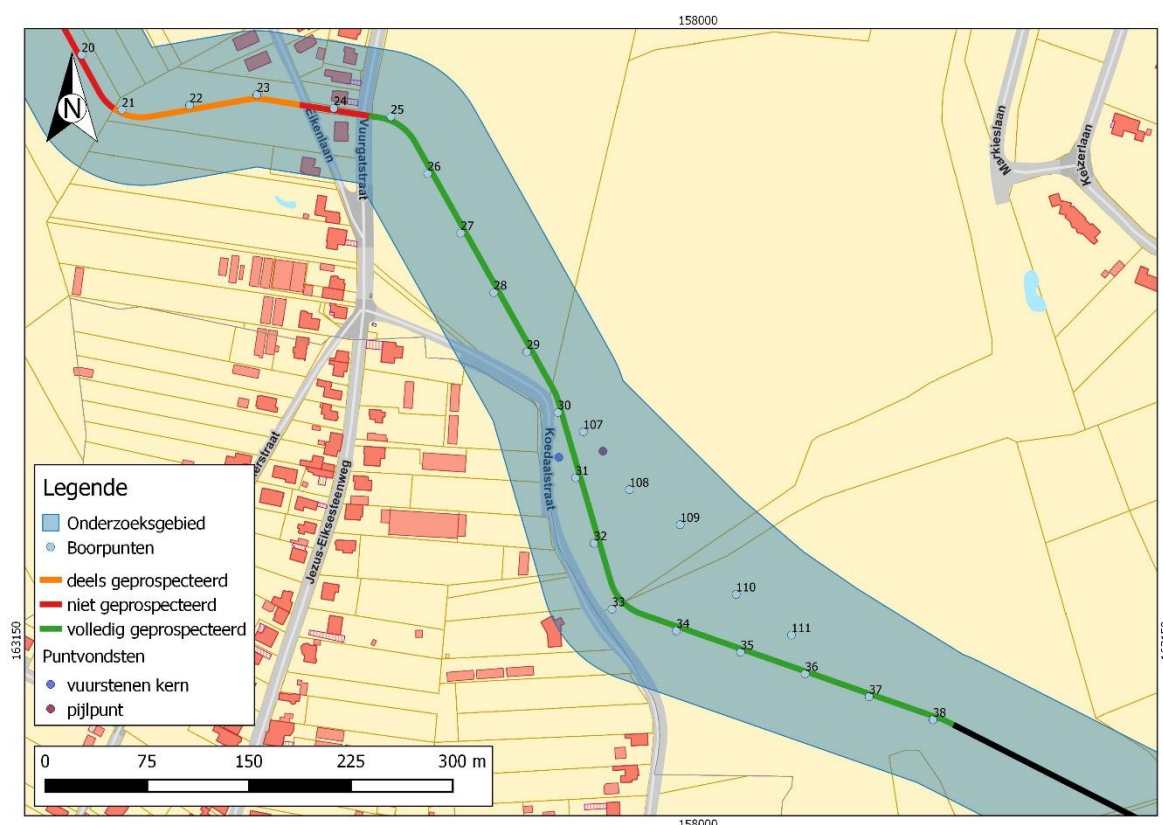 158000
20
21
22
23
24
25
26
27
28
29
30
107
31
108
109
32
110
33
34
111
35
36
37
38
N
Eikenlaan
Vuurgatstraat
Markieslaan
Keizerlaan
Koedaalstraat
Jezus-Eiksesteenweg
163150
Legende
Onderzoeksgebied
Boorpunten
deels geprospecteerd
niet geprospecteerd
volledig geprospecteerd
Puntvondsten
vuurstenen kern
pijlpunt
0 75 150 225 300 m
158000